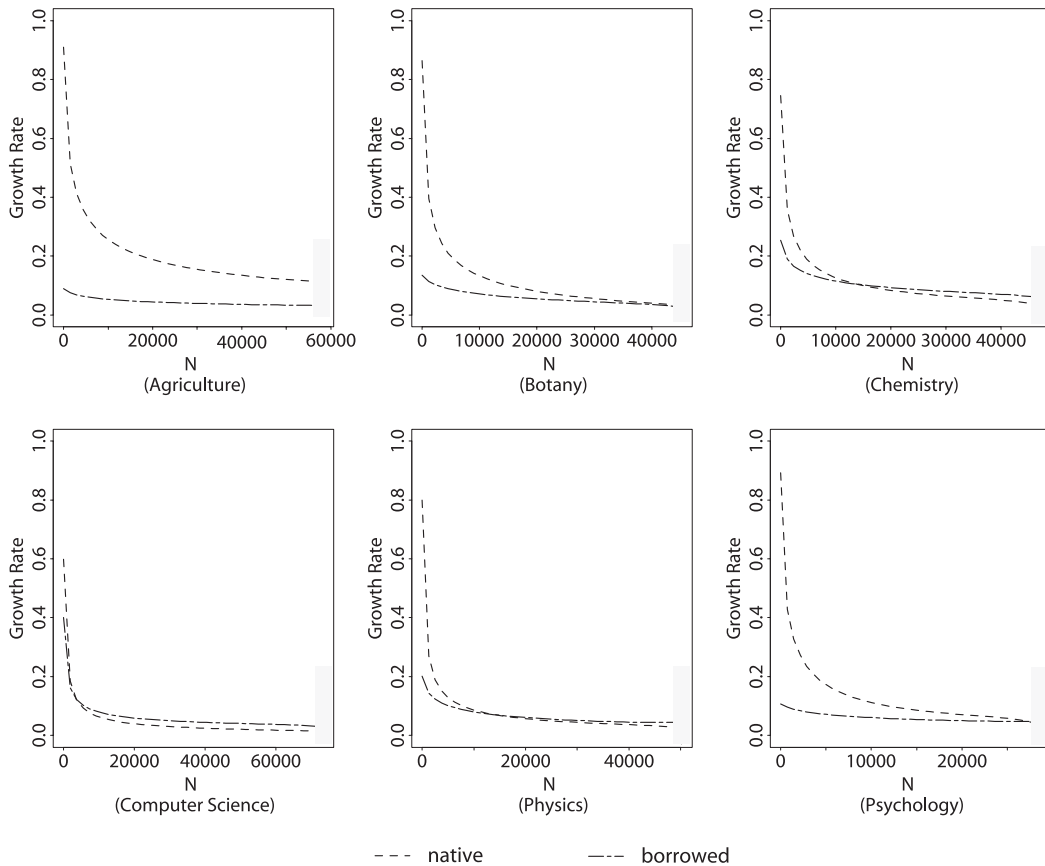 1.0
0.8
0.6
0.4
0.2
0.0
Growth Rate
0 20000 40000 60000
N
(Agriculture)
1.0
0.8
0.6
0.4
0.2
0.0
Growth Rate
0 10000 20000 30000 40000
N
(Botany)
1.0
0.8
0.6
0.4
0.2
0.0
Growth Rate
0 10000 20000 30000 40000
N
(Chemistry)
1.0
0.8
0.6
0.4
0.2
0.0
Growth Rate
0 20000 40000 60000
N
(Computer Science)
1.0
0.8
0.6
0.4
0.2
0.0
Growth Rate
0 20000 40000
N
(Physics)
1.0
0.8
0.6
0.4
0.2
0.0
Growth Rate
0 10000 20000
N
(Psychology)
native borrowed